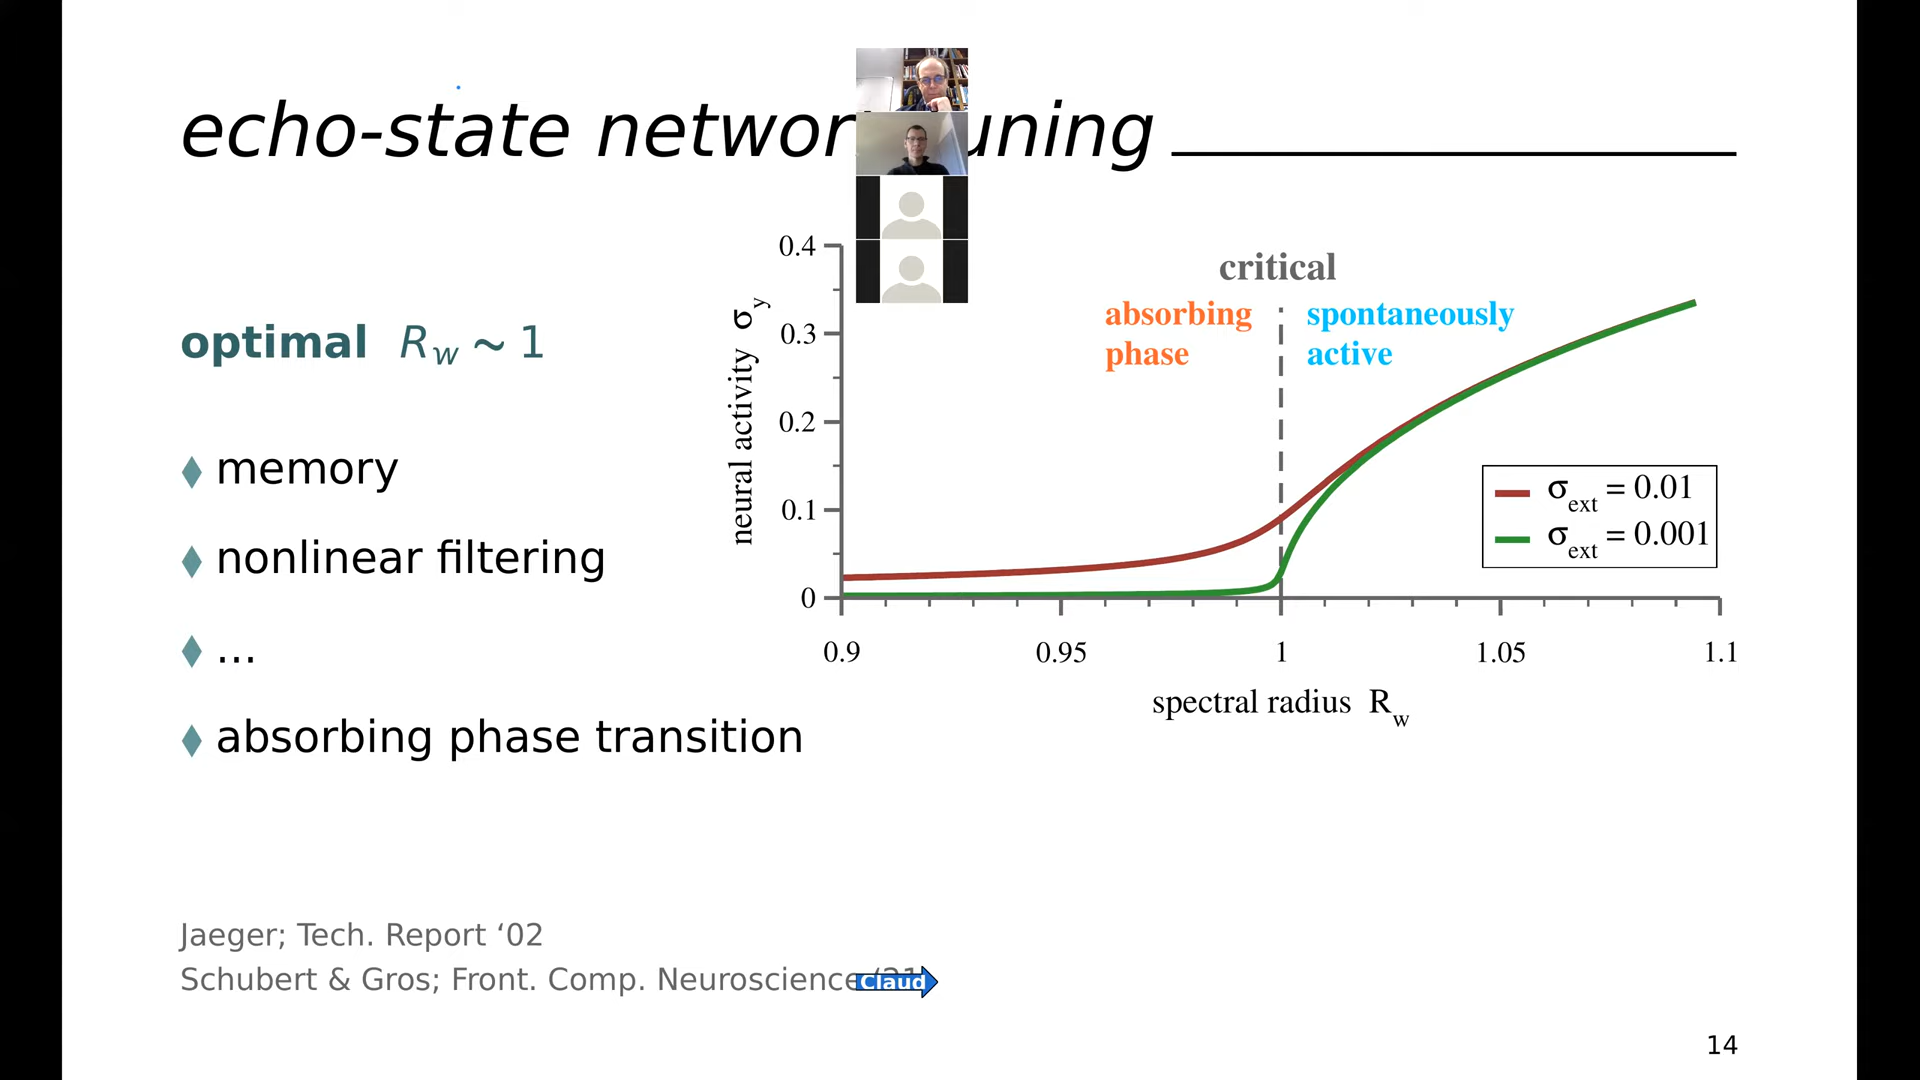 echo-state networ uning
optimal R_w ~ 1
memory
nonlinear filtering
...
absorbing phase transition
neural activity σ_y
0.4
0.3
0.2
0.1
0
critical
absorbing
phase
spontaneously
active
σ_ext = 0.01
σ_ext = 0.001
0.9 0.95 1 1.05 1.1
spectral radius R_w
Jaeger; Tech. Report ‘02
Schubert & Gros; Front. Comp. Neuroscience
Claud
14